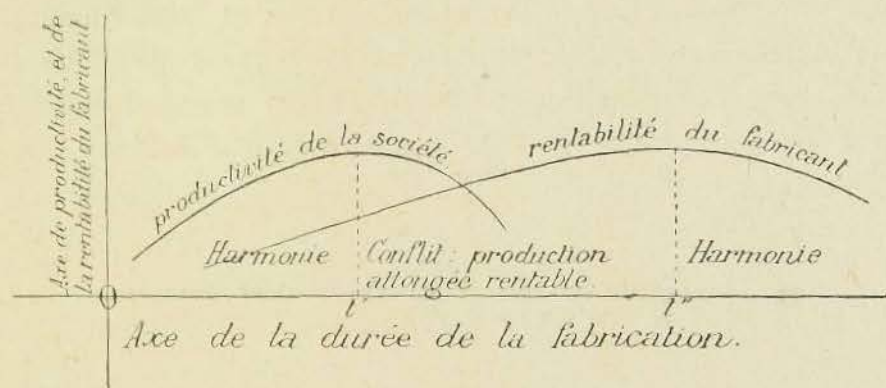 Axe de productivité, et de
la rentabilité du fabricant
productivité de la société
rentabilité du fabricant
Harmonie
Conflit : production
allongée rentable.
Harmonie
O
l'
l"
Axe de la durée de la fabrication.